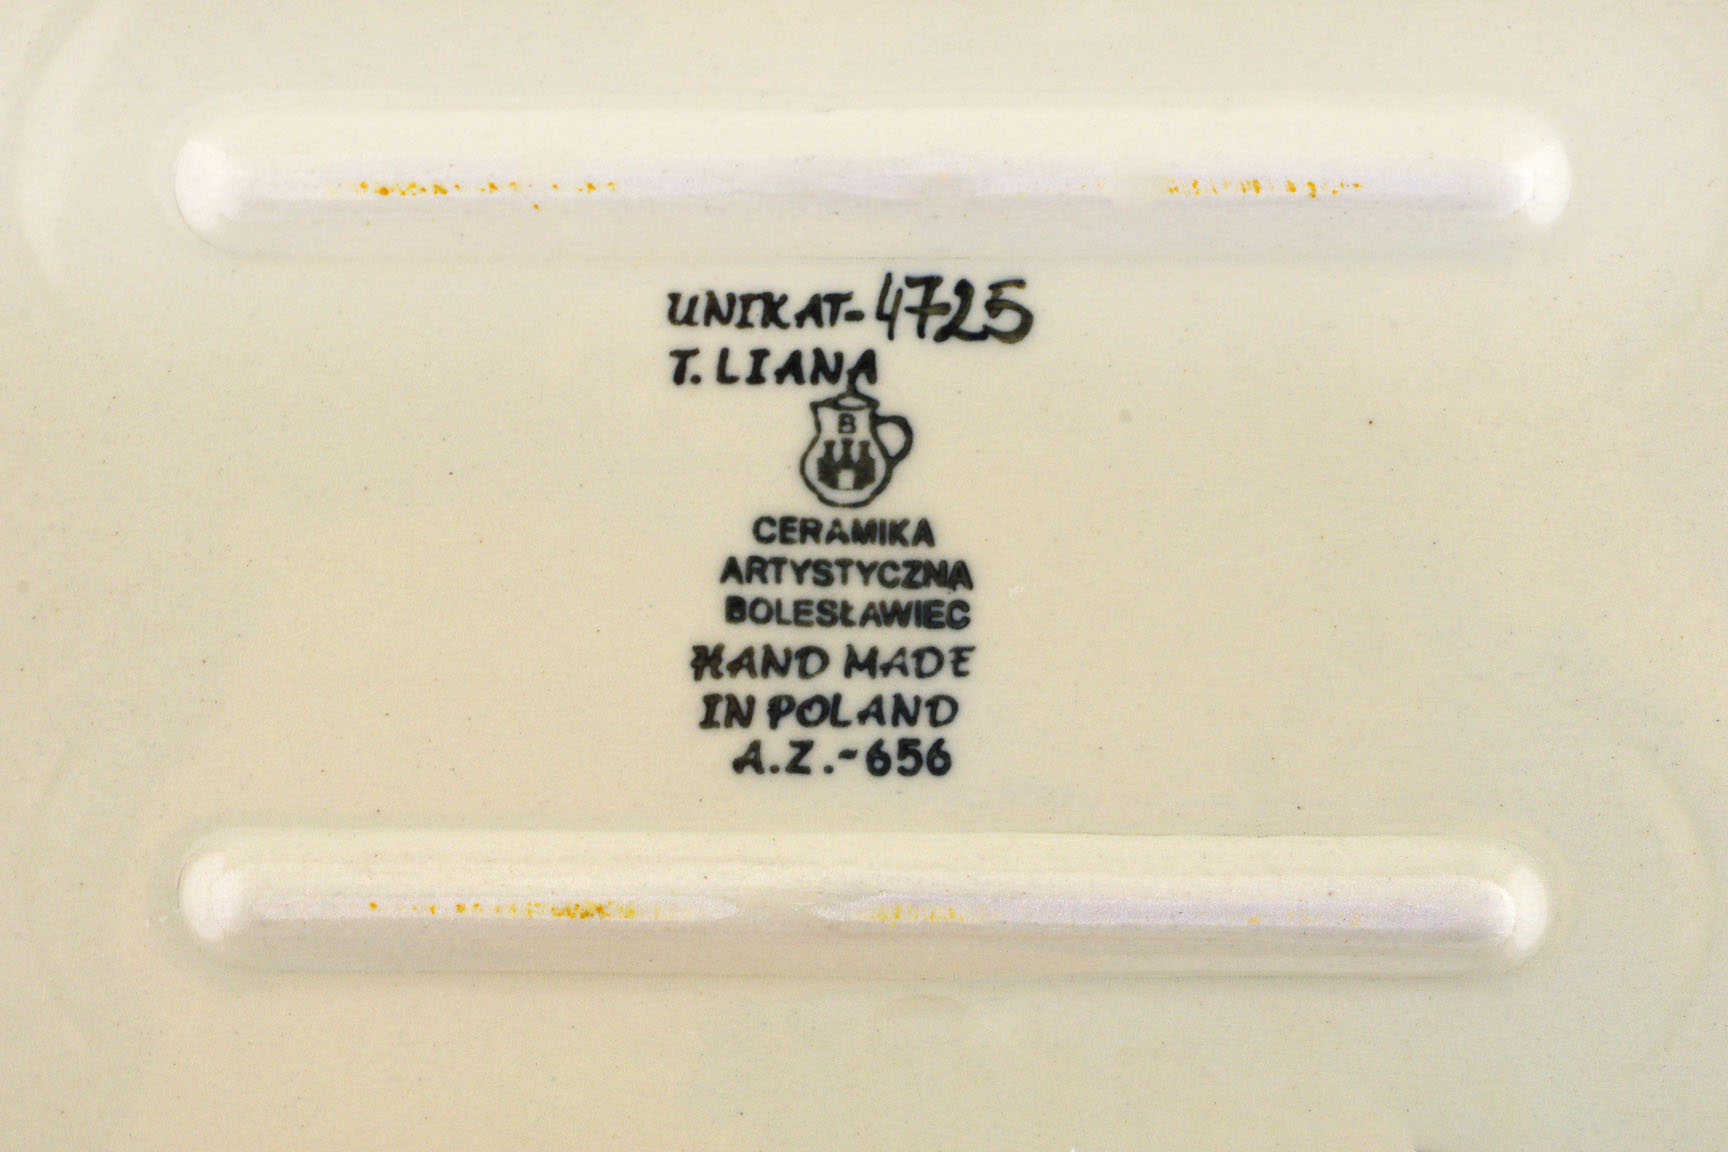 UNIKAT-4725
T. LIANA
B
CERAMIKA
ARTYSTYCZNA
BOLESŁAWIEC
HAND MADE
IN POLAND
A.Z.-656